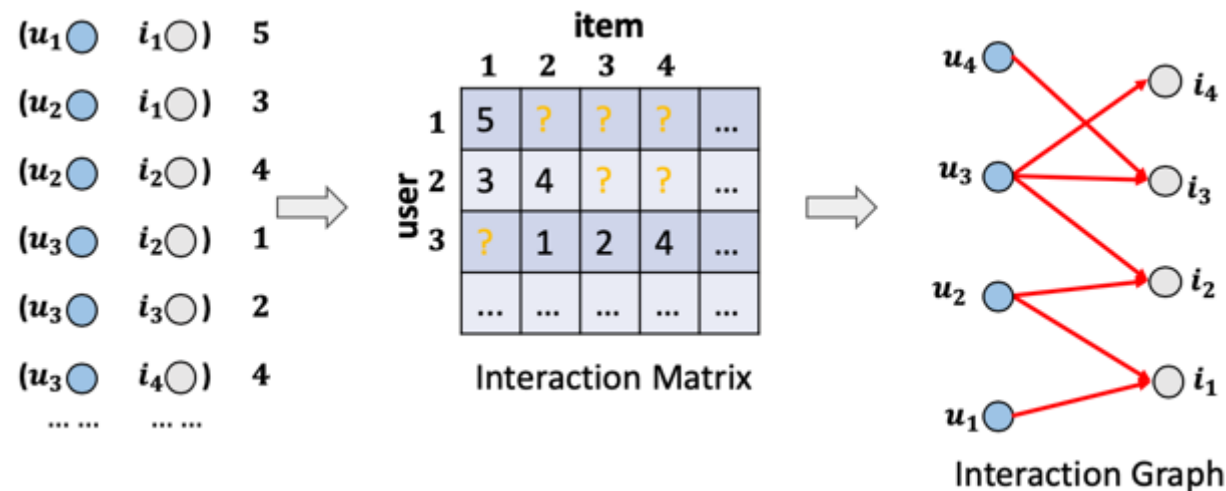 (u₁ i₁) 5
(u₂ i₁) 3
(u₂ i₂) 4
(u₃ i₂) 1
(u₃ i₃) 2
(u₃ i₄) 4
... ... ... ...
item
1 2 3 4
user
1 5 ? ? ? ...
2 3 4 ? ? ...
3 ? 1 2 4 ...
... ... ... ... ...
Interaction Matrix
u₄
i₄
u₃
i₃
u₂
i₂
u₁
i₁
Interaction Graph